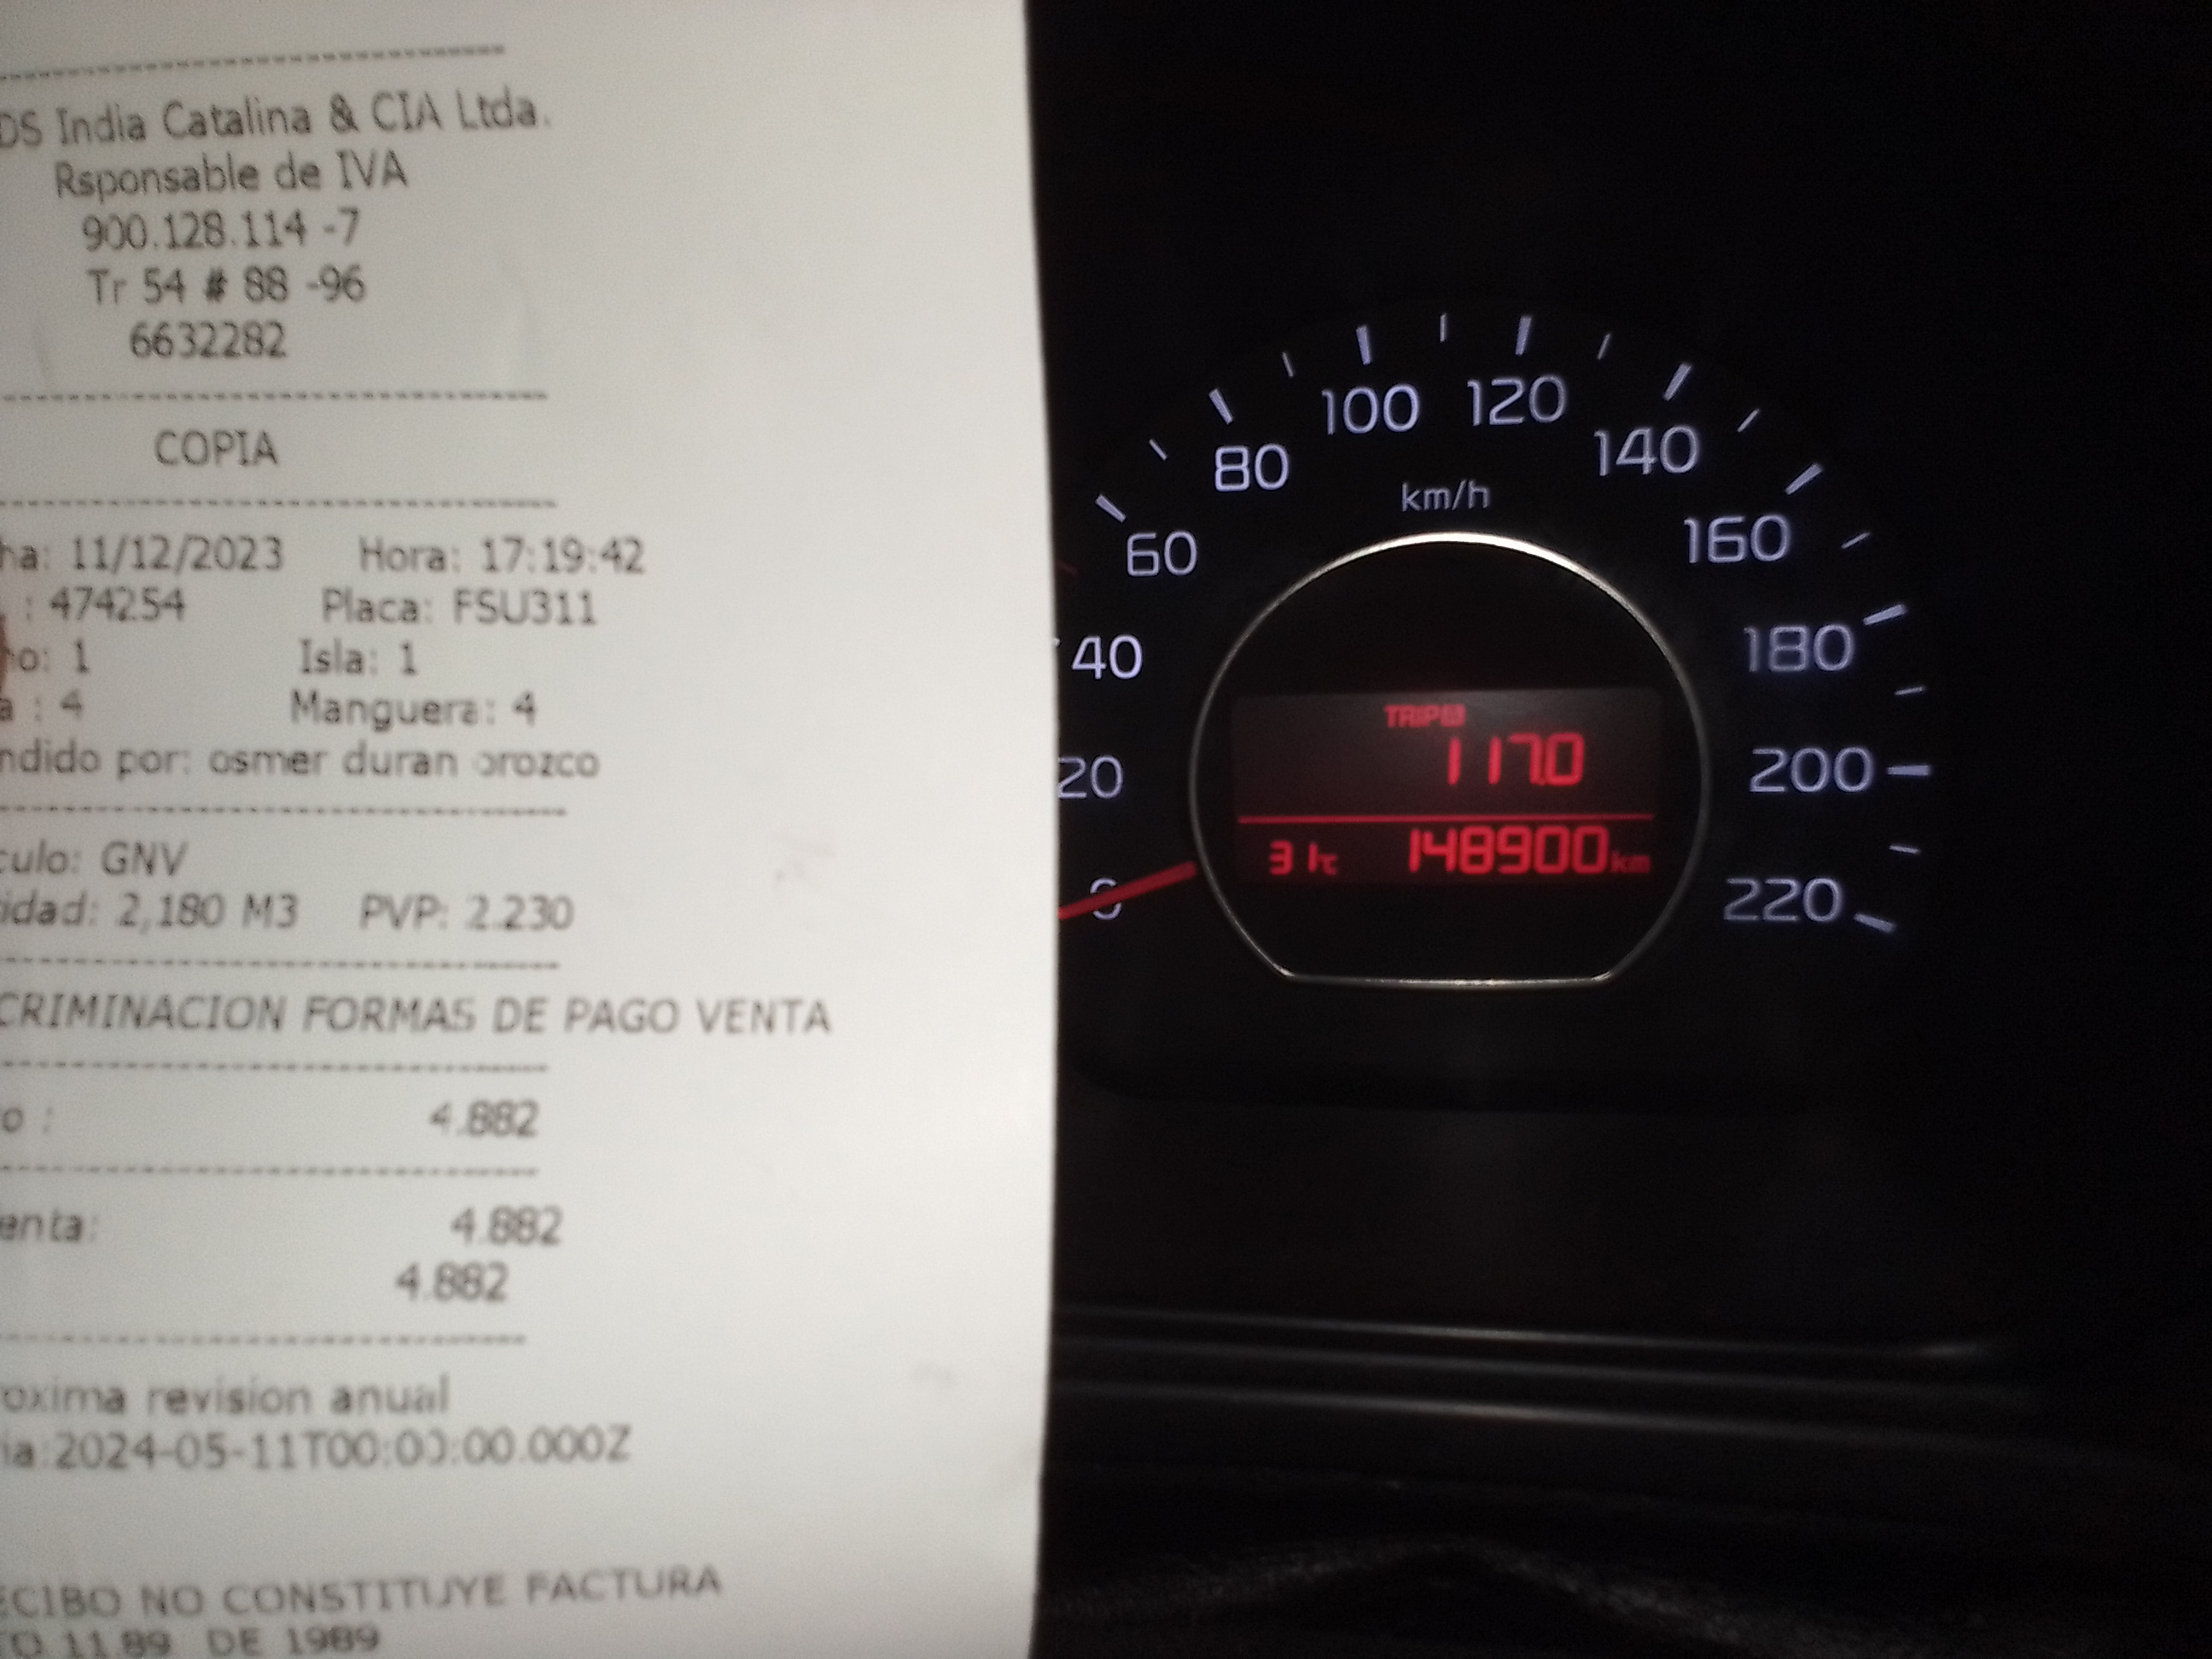 DS India Catalina & CIA Ltda.
Rsponsable de IVA
900.128.114 -7
Tr 54 # 88 -96
6632282
COPIA
ha: 11/12/2023 Hora: 17:19:42
: 474254 Placa: FSU311
o: 1 Isla: 1
a : 4 Manguera: 4
ndido por: osmer duran orozco
culo: GNV
idad: 2,180 M3 PVP: 2.230
CRIMINACION FORMAS DE PAGO VENTA
o : 4.882
enta: 4.882
4.882
oxima revision anual
ia:2024-05-11T00:00:00.000Z
ECIBO NO CONSTITUYE FACTURA
TO 11.89 DE 1989
20
40
60
80
100
120
140
160
180
200
220
0
km/h
TRIP
117.0
31°C 148900 km